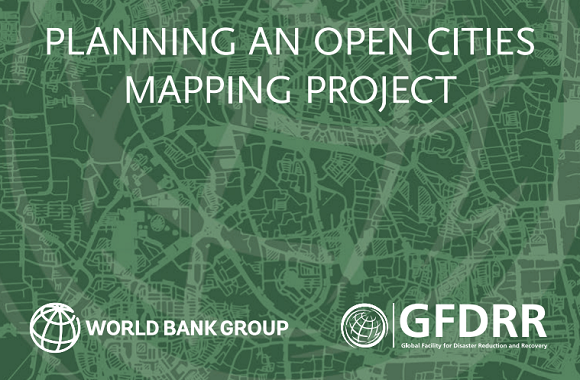 PLANNING AN OPEN CITIES
MAPPING PROJECT
WORLD BANK GROUP
GFDRR
Global Facility for Disaster Reduction and Recovery